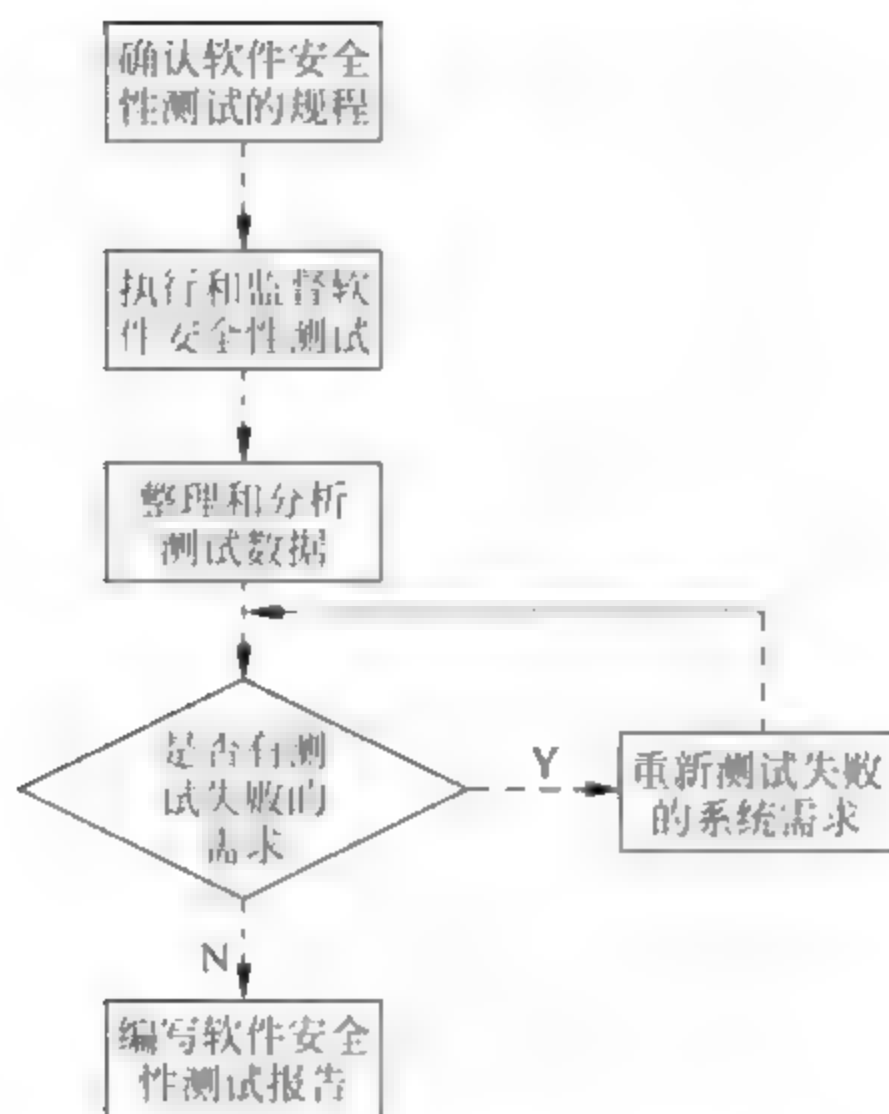 确认软件安全
性测试的规程
执行和监督软
件安全性测试
整理和分析
测试数据
是否有测
试失败的
需求
Y
重新测试失败
的系统需求
N
编写软件安全
性测试报告